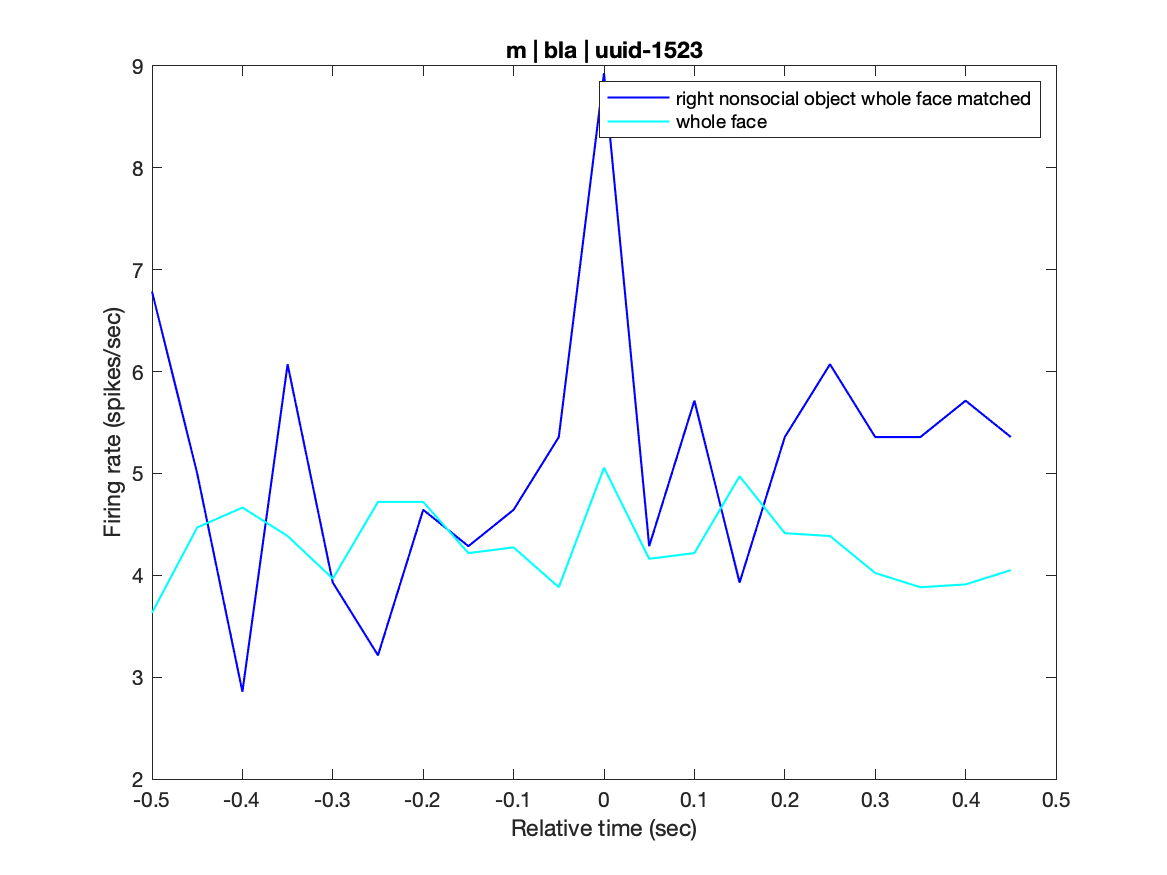 m | bla | uuid-1523
right nonsocial object whole face matched
whole face
Firing rate (spikes/sec)
9
8
7
6
5
4
3
2
-0.5 -0.4 -0.3 -0.2 -0.1 0 0.1 0.2 0.3 0.4 0.5
Relative time (sec)